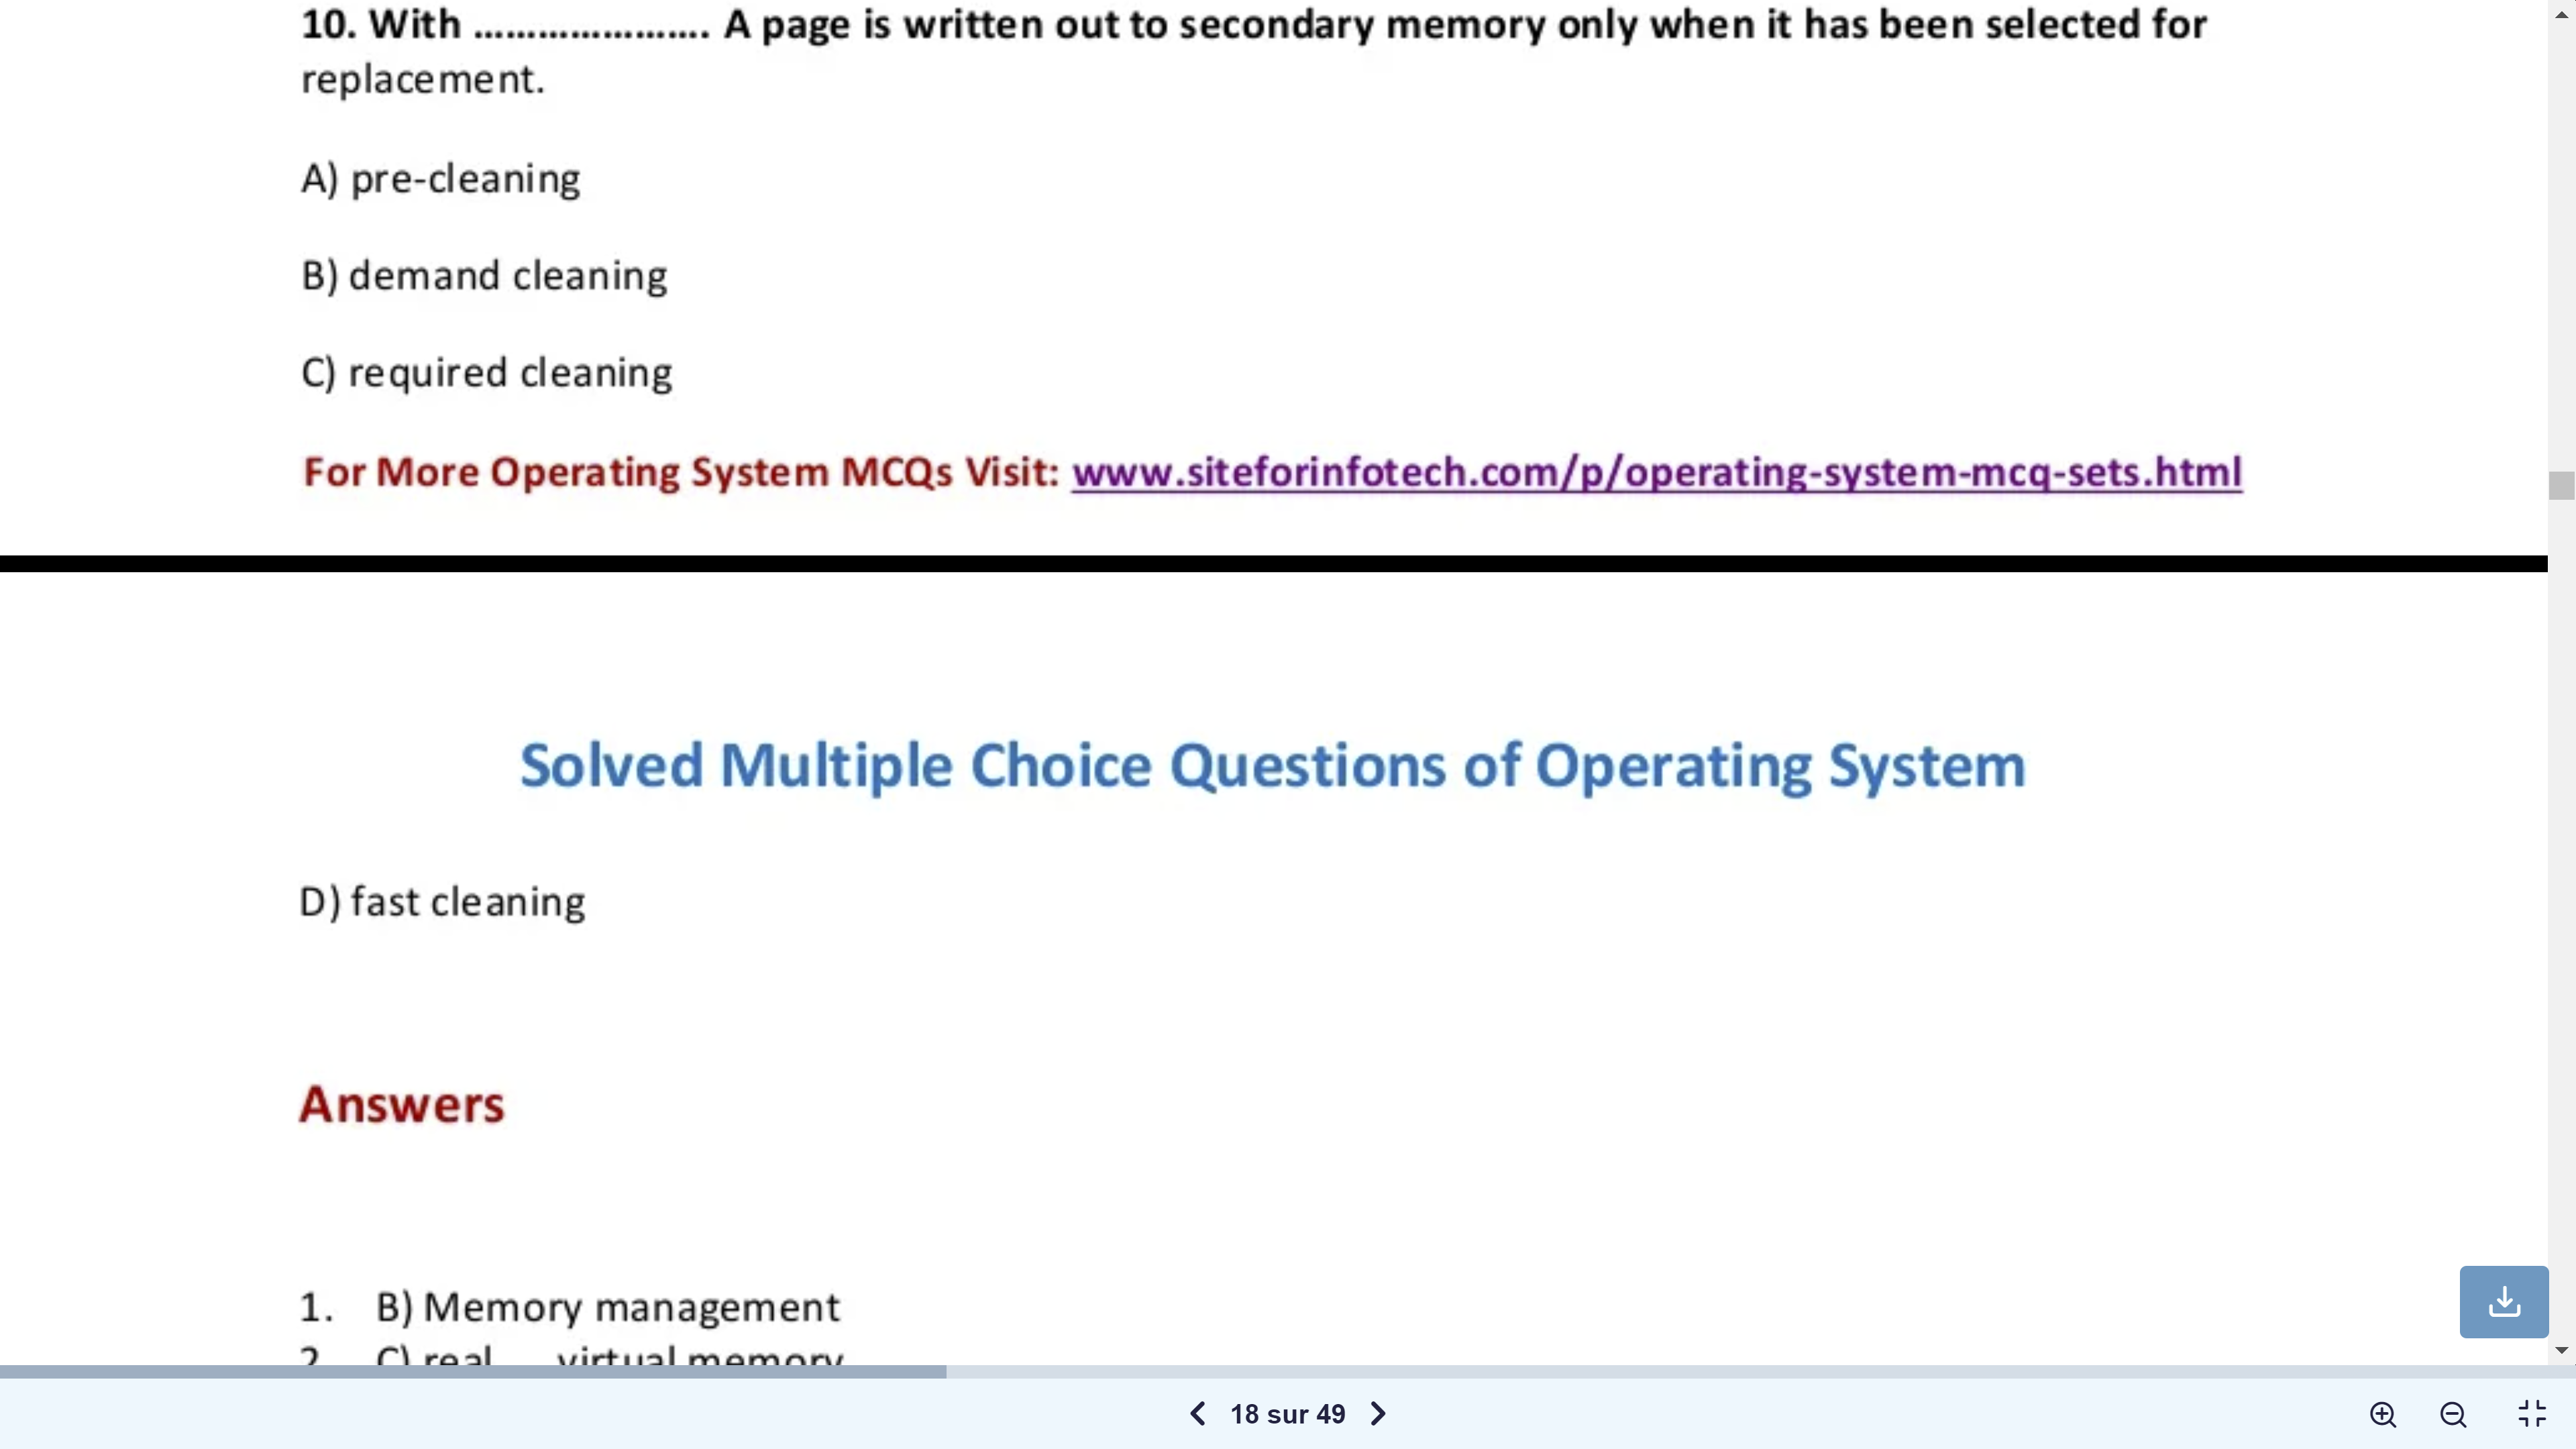 10. With ...................... A page is written out to secondary memory only when it has been selected for
replacement.
A) pre-cleaning
B) demand cleaning
C) required cleaning
For More Operating System MCQs Visit: www.siteforinfotech.com/p/operating-system-mcq-sets.html
Solved Multiple Choice Questions of Operating System
D) fast cleaning
Answers
1. B) Memory management
2. C) real virtual memory
18 sur 49